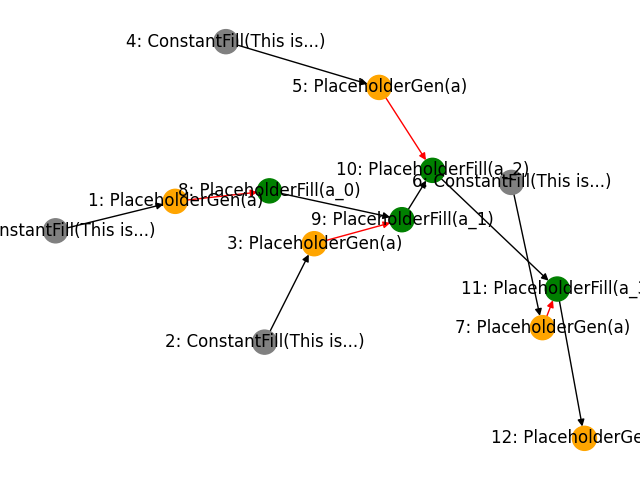 4: ConstantFill(This is...)
5: PlaceholderGen(a)
10: PlaceholderFill(a_2)
6: ConstantFill(This is...)
8: PlaceholderFill(a_0)
1: PlaceholderGen(a)
9: PlaceholderFill(a_1)
nstantFill(This is...)
3: PlaceholderGen(a)
11: PlaceholderFill(a_3
7: PlaceholderGen(a)
2: ConstantFill(This is...)
12: PlaceholderGe